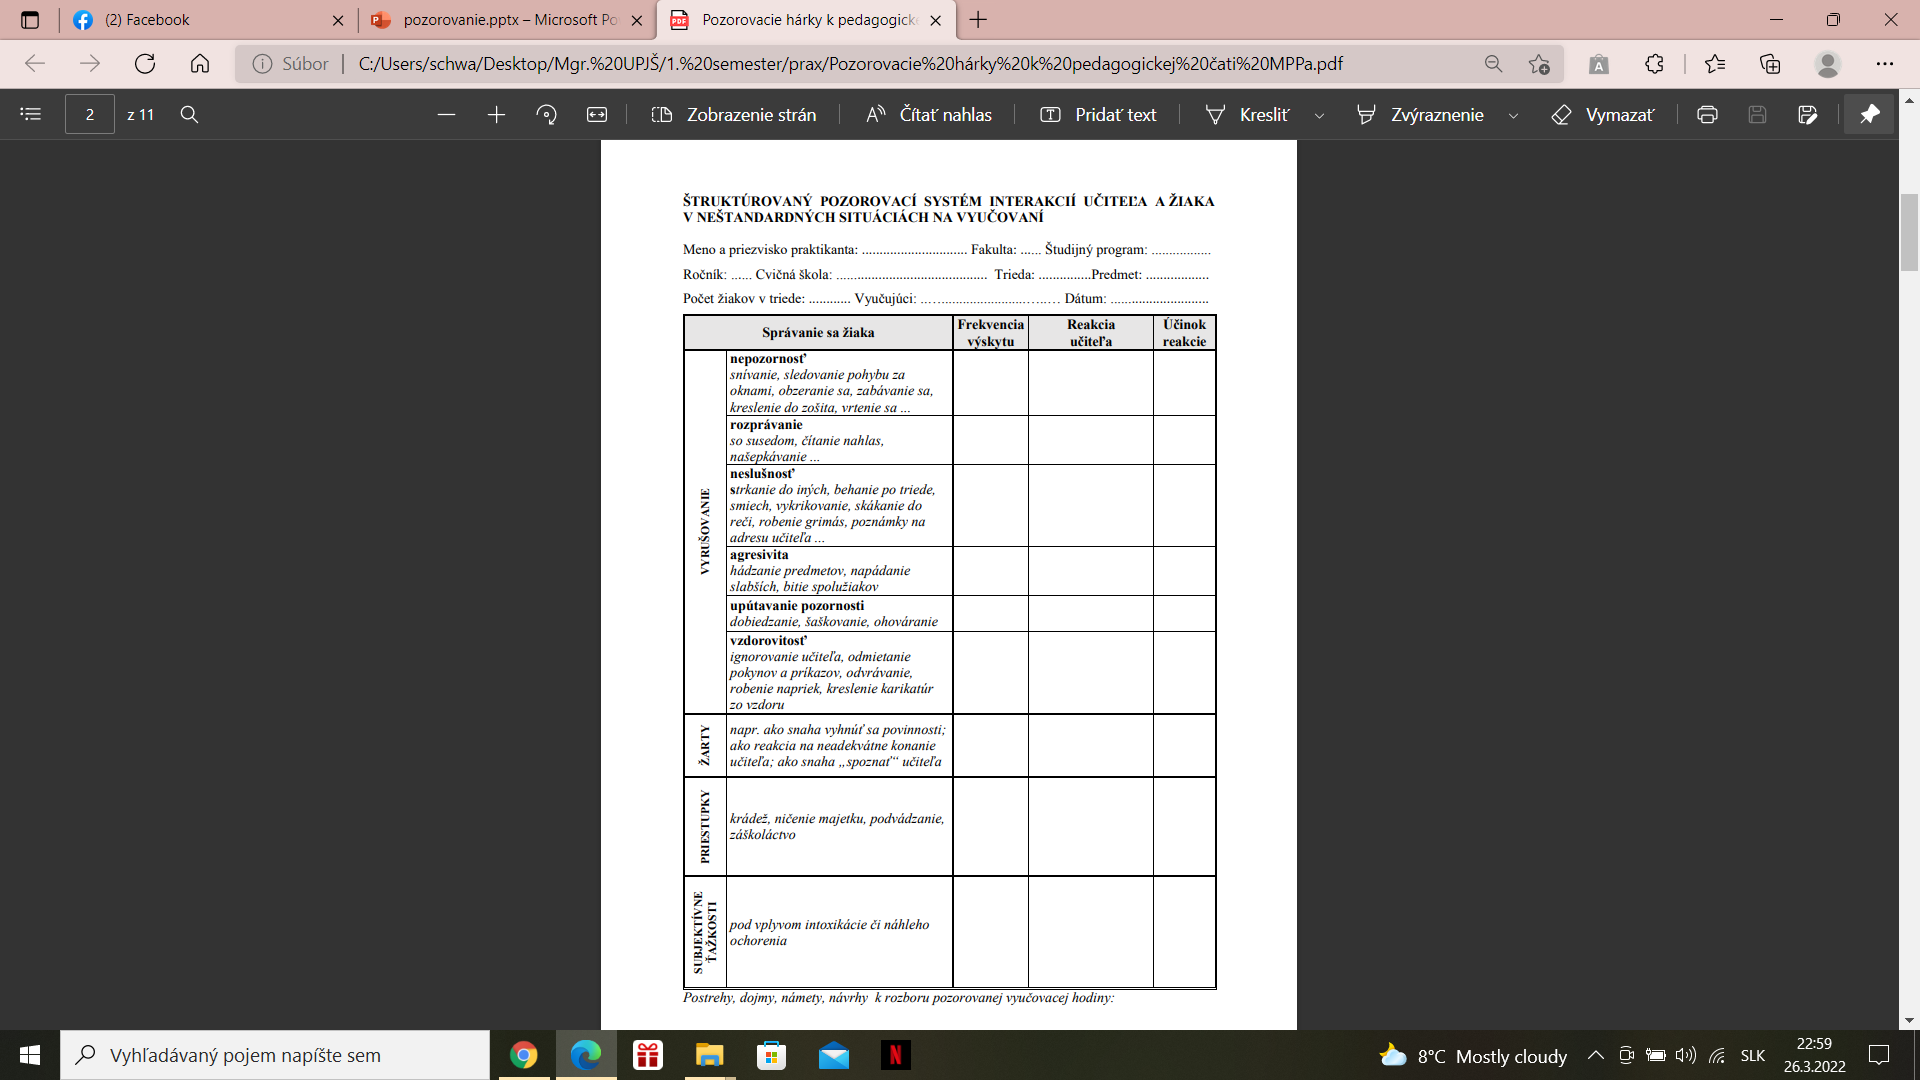 (2) Facebook
pozorovanie.pptx – Microsoft Po
Pozorovacie hárky k pedagogicke
Súbor
C:/Users/schwa/Desktop/Mgr.%20UPJŠ/1.%20semester/prax/Pozorovacie%20hárky%20k%20pedagogickej%20čati%20MPPa.pdf
2 z 11
Zobrazenie strán
Čítať nahlas
Pridať text
Kresliť
Zvýraznenie
Vymazať
ŠTRUKTÚROVANÝ POZOROVACÍ SYSTÉM INTERAKCIÍ UČITEĽA A ŽIAKA
V NEŠTANDARDNÝCH SITUÁCIÁCH NA VYUČOVANÍ
Meno a priezvisko praktikanta: .............................. Fakulta: ...... Študijný program: .................
Ročník: ...... Cvičná škola: ........................................... Trieda: ...............Predmet: ..................
Počet žiakov v triede: ............ Vyučujúci: ........................................ Dátum: ............................
Správanie sa žiaka
Frekvencia
výskytu
Reakcia
učiteľa
Účinok
reakcie
VYRUŠOVANIE
nepozornosť
snívanie, sledovanie pohybu za
oknami, obzeranie sa, zabávanie sa,
kreslenie do zošita, vrtenie sa ...
rozprávanie
so susedom, čítanie nahlas,
našepkávanie ...
neslušnosť
strkanie do iných, behanie po triede,
smiech, vykrikovanie, skákanie do
reči, robenie grimás, poznámky na
adresu učiteľa ...
agresivita
hádzanie predmetov, napádanie
slabších, bitie spolužiakov
upútavanie pozornosti
dobiedzanie, šaškovanie, ohováranie
vzdorovitosť
ignorovanie učiteľa, odmietanie
pokynov a príkazov, odvrávanie,
robenie napriek, kreslenie karikatúr
zo vzdoru
ŽARTY
napr. ako snaha vyhnúť sa povinnosti;
ako reakcia na neadekvátne konanie
učiteľa; ako snaha „spoznať“ učiteľa
PRIESTUPKY
krádež, ničenie majetku, podvádzanie,
záškoláctvo
SUBJEKTÍVNE
ŤAŽKOSTI
pod vplyvom intoxikácie či náhleho
ochorenia
Postrehy, dojmy, námety, návrhy k rozboru pozorovanej vyučovacej hodiny:
Vyhľadávaný pojem napíšte sem
8°C Mostly cloudy
SLK
22:59
26.3.2022